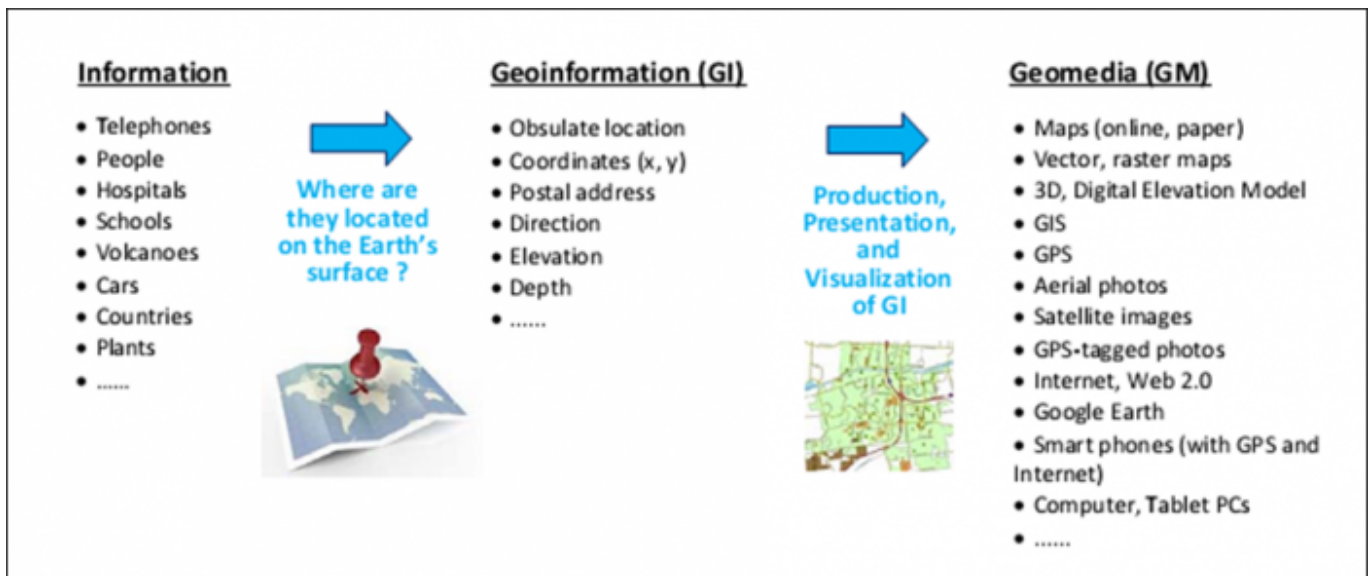 Information
• Telephones
• People
• Hospitals
• Schools
• Volcanoes
• Cars
• Countries
• Plants
• ......
Where are
they located
on the Earth's
surface ?
Geoinformation (GI)
• Obsulate location
• Coordinates (x, y)
• Postal address
• Direction
• Elevation
• Depth
• ......
Production,
Presentation,
and
Visualization
of GI
Geomedia (GM)
• Maps (online, paper)
• Vector, raster maps
• 3D, Digital Elevation Model
• GIS
• GPS
• Aerial photos
• Satellite images
• GPS-tagged photos
• Internet, Web 2.0
• Google Earth
• Smart phones (with GPS and
Internet)
• Computer, Tablet PCs
• ......